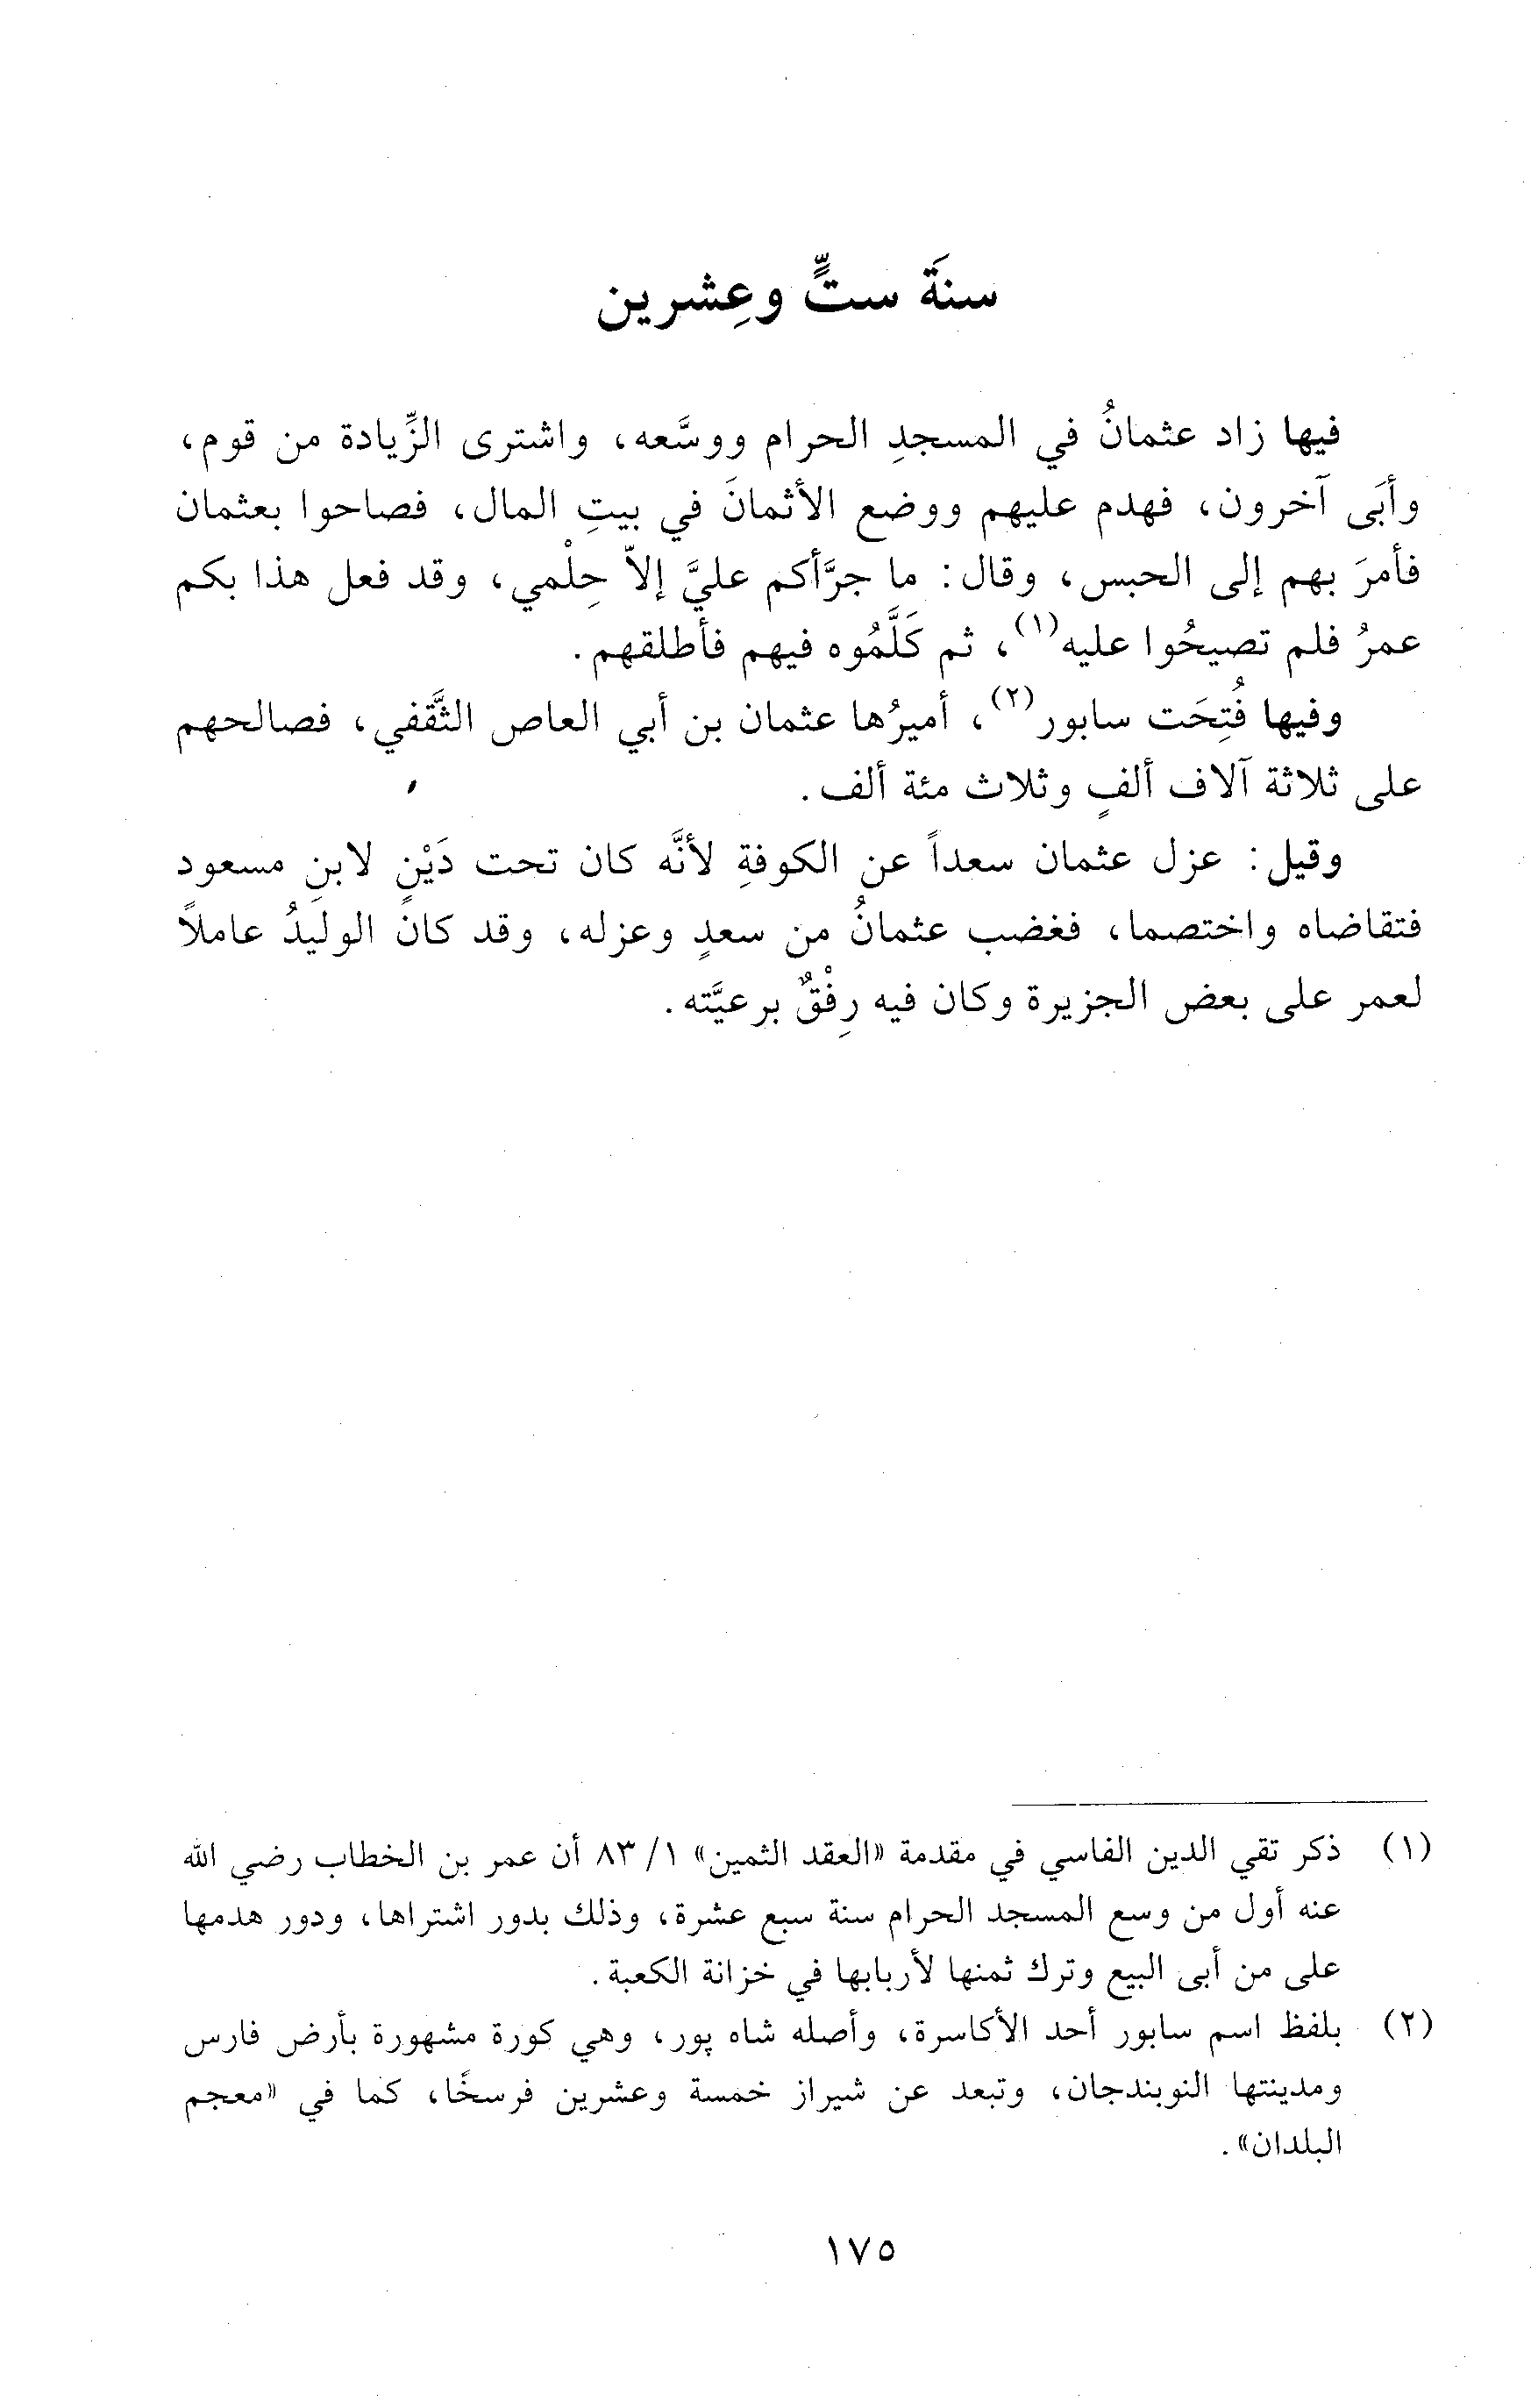 سنَة ستٍّ وعِشرين
فيها زاد عثمانُ في المسجدِ الحرام ووسَّعه، واشترى الزِّيادة من قوم،
وأبَى آخرون، فهدم عليهم ووضع الأثمانَ في بيتِ المال، فصاحوا بعثمان
فأمرَ بهم إلى الحبس، وقال: ما جرَّأكم عليَّ إلاّ حِلْمي، وقد فعل هذا بكم
عمرُ فلم تصيحُوا عليه(١)، ثم كَلَّمُوه فيهم فأطلقهم.
وفيها فُتِحَت سابور(٢)، أميرُها عثمان بن أبي العاص الثَّقفي، فصالحهم
على ثلاثة آلاف ألفٍ وثلاث مئة ألف.
وقيل: عزل عثمان سعداً عن الكوفةِ لأنَّه كان تحت دَيْنٍ لابنِ مسعود
فتقاضاه واختصما، فغضب عثمانُ من سعدٍ وعزله، وقد كان الوليدُ عاملاً
لعمر على بعض الجزيرة وكان فيه رِفْقٌ برعيَّته.
(١) ذكر تقي الدين الفاسي في مقدمة «العقد الثمين» ١/ ٨٣ أن عمر بن الخطاب رضي الله
عنه أول من وسع المسجد الحرام سنة سبع عشرة، وذلك بدور اشتراها، ودور هدمها
على من أبى البيع وترك ثمنها لأربابها في خزانة الكعبة.
(٢) بلفظ اسم سابور أحد الأكاسرة، وأصله شاه پور، وهي كورة مشهورة بأرض فارس
ومدينتها النوبندجان، وتبعد عن شيراز خمسة وعشرين فرسخًا، كما في «معجم
البلدان».
١٧٥